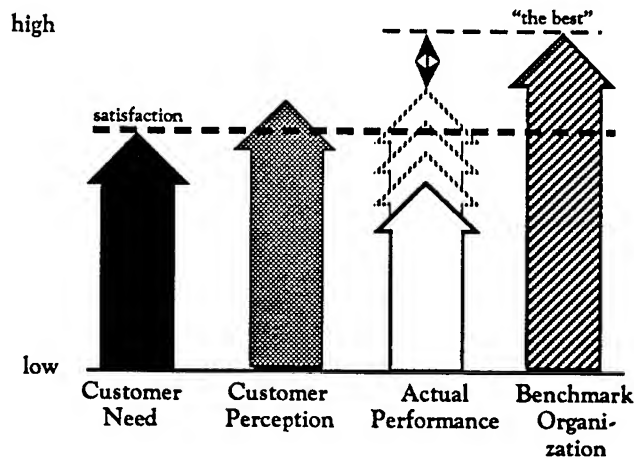 high
“the best”
satisfaction
low
Customer
Need
Customer
Perception
Actual
Performance
Benchmark
Organi-
zation